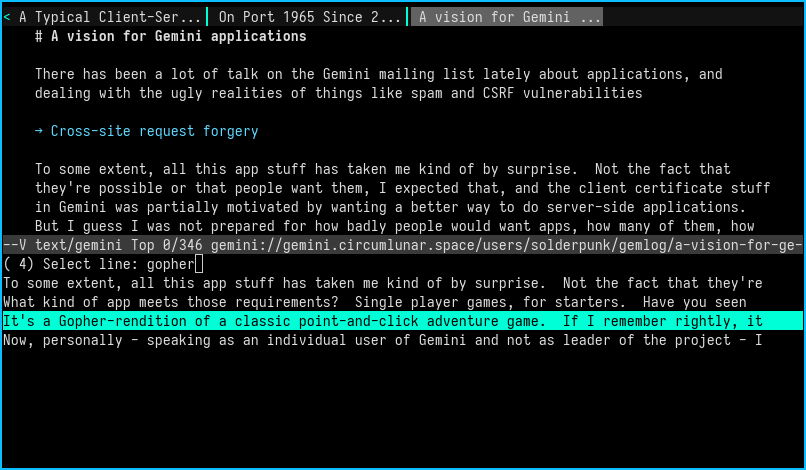 < A Typical Client-Ser... On Port 1965 Since 2... A vision for Gemini ...
# A vision for Gemini applications
There has been a lot of talk on the Gemini mailing list lately about applications, and
dealing with the ugly realities of things like spam and CSRF vulnerabilities
→ Cross-site request forgery
To some extent, all this app stuff has taken me kind of by surprise.  Not the fact that
they're possible or that people want them, I expected that, and the client certificate stuff
in Gemini was partially motivated by wanting a better way to do server-side applications.
But I guess I was not prepared for how badly people would want apps, how many of them, how
--V text/gemini Top 0/346 gemini://gemini.circumlunar.space/users/solderpunk/gemlog/a-vision-for-ge-
( 4) Select line: gopher
To some extent, all this app stuff has taken me kind of by surprise.  Not the fact that they're
What kind of app meets those requirements?  Single player games, for starters.  Have you seen
It's a Gopher-rendition of a classic point-and-click adventure game.  If I remember rightly, it
Now, personally - speaking as an individual user of Gemini and not as leader of the project - I